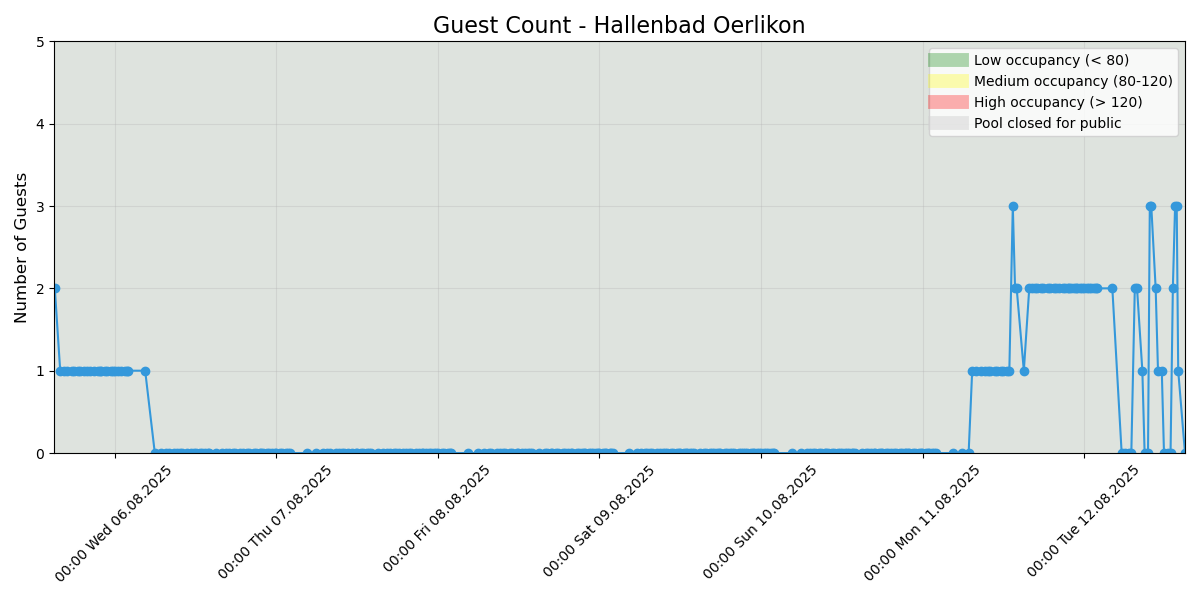 Guest Count - Hallenbad Oerlikon
5
4
3
2
1
0
Number of Guests
Low occupancy (< 80)
Medium occupancy (80-120)
High occupancy (> 120)
Pool closed for public
00:00 Wed 06.08.2025
00:00 Thu 07.08.2025
00:00 Fri 08.08.2025
00:00 Sat 09.08.2025
00:00 Sun 10.08.2025
00:00 Mon 11.08.2025
00:00 Tue 12.08.2025